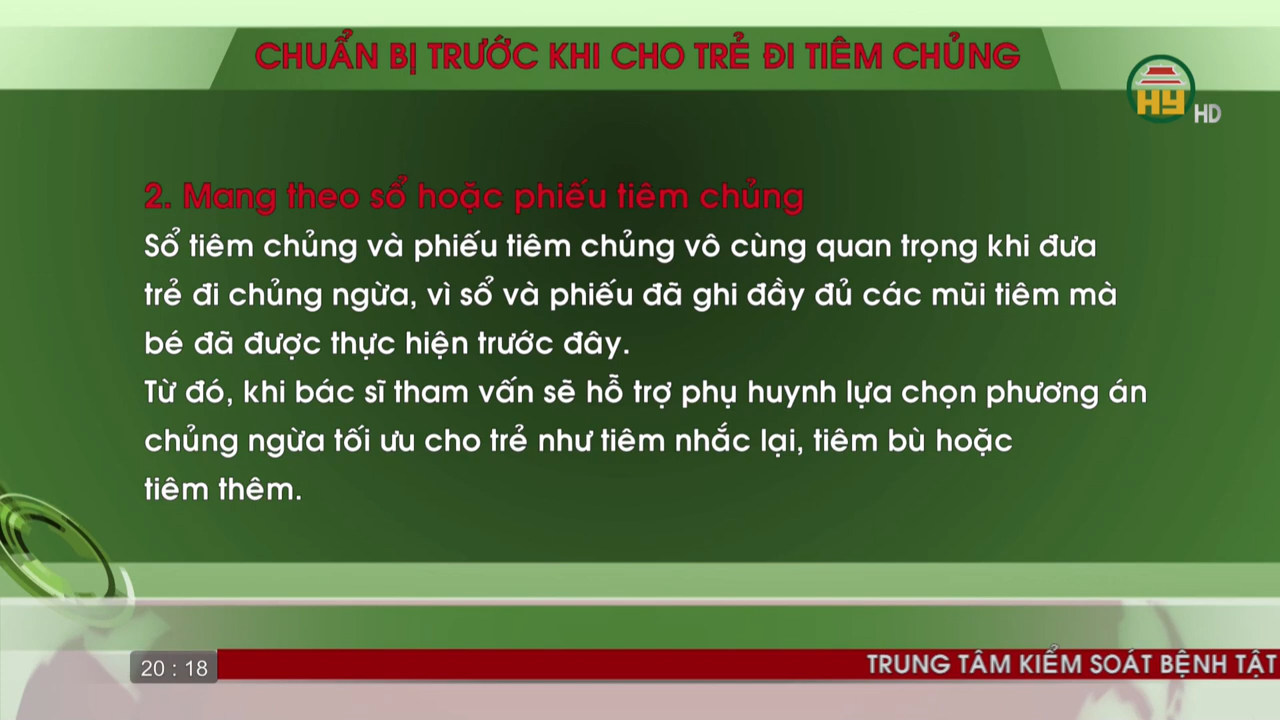 CHUẨN BỊ TRƯỚC KHI CHO TRẺ ĐI TIÊM CHỦNG
HY HD
2. Mang theo sổ hoặc phiếu tiêm chủng
Sổ tiêm chủng và phiếu tiêm chủng vô cùng quan trọng khi đưa
trẻ đi chủng ngừa, vì sổ và phiếu đã ghi đầy đủ các mũi tiêm mà
bé đã được thực hiện trước đây.
Từ đó, khi bác sĩ tham vấn sẽ hỗ trợ phụ huynh lựa chọn phương án
chủng ngừa tối ưu cho trẻ như tiêm nhắc lại, tiêm bù hoặc
tiêm thêm.
20 : 18
TRUNG TÂM KIỂM SOÁT BỆNH TẬT